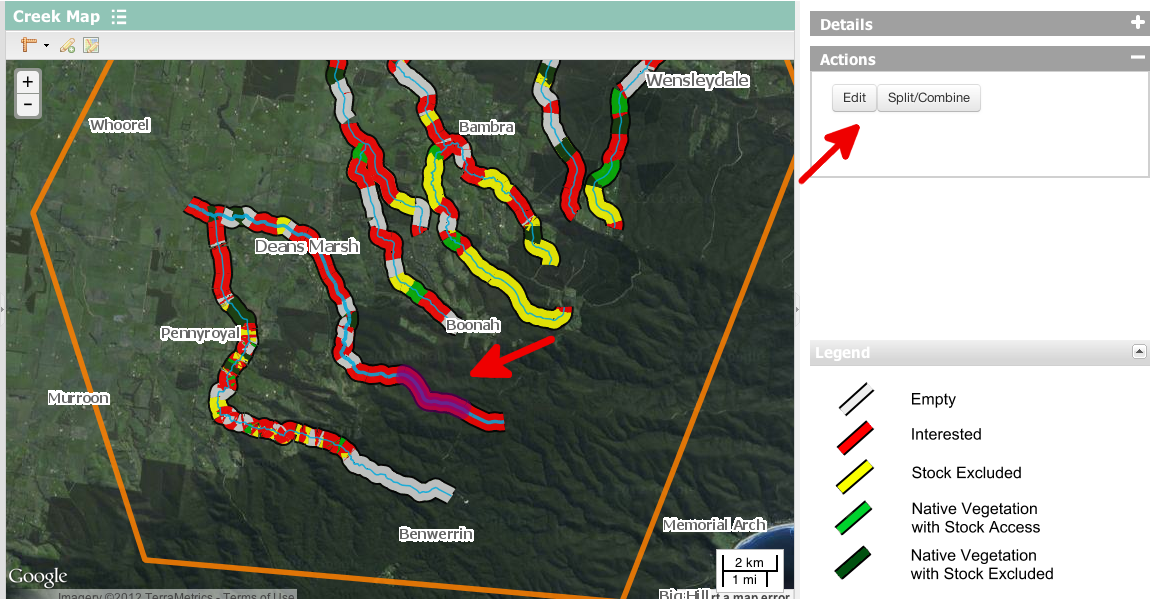 Creek Map
Details
Actions
Edit
Split/Combine
+
−
Whoorel
Wensleydale
Bambra
Deans Marsh
Boonah
Pennyroyal
Murroon
Benwerrin
Memorial Arch
Big Hill
2 km
1 mi
Google
Imagery ©2012 TerraMetrics - Terms of Use
rt a map error
Legend
Empty
Interested
Stock Excluded
Native Vegetation
with Stock Access
Native Vegetation
with Stock Excluded